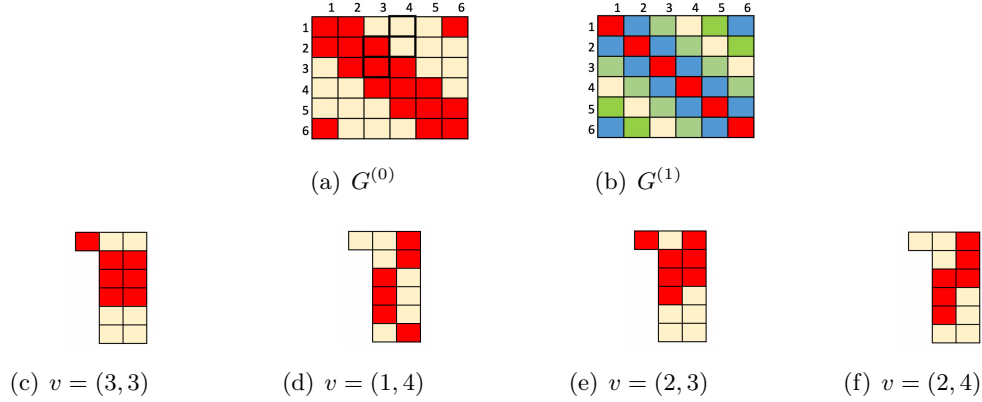 1 2 3 4 5 6 1 2 3 4 5 6
1 1
2 2
3 3
4 4
5 5
6 6
(a) G^{(0)} (b) G^{(1)}
(c) v = (3, 3) (d) v = (1, 4) (e) v = (2, 3) (f) v = (2, 4)